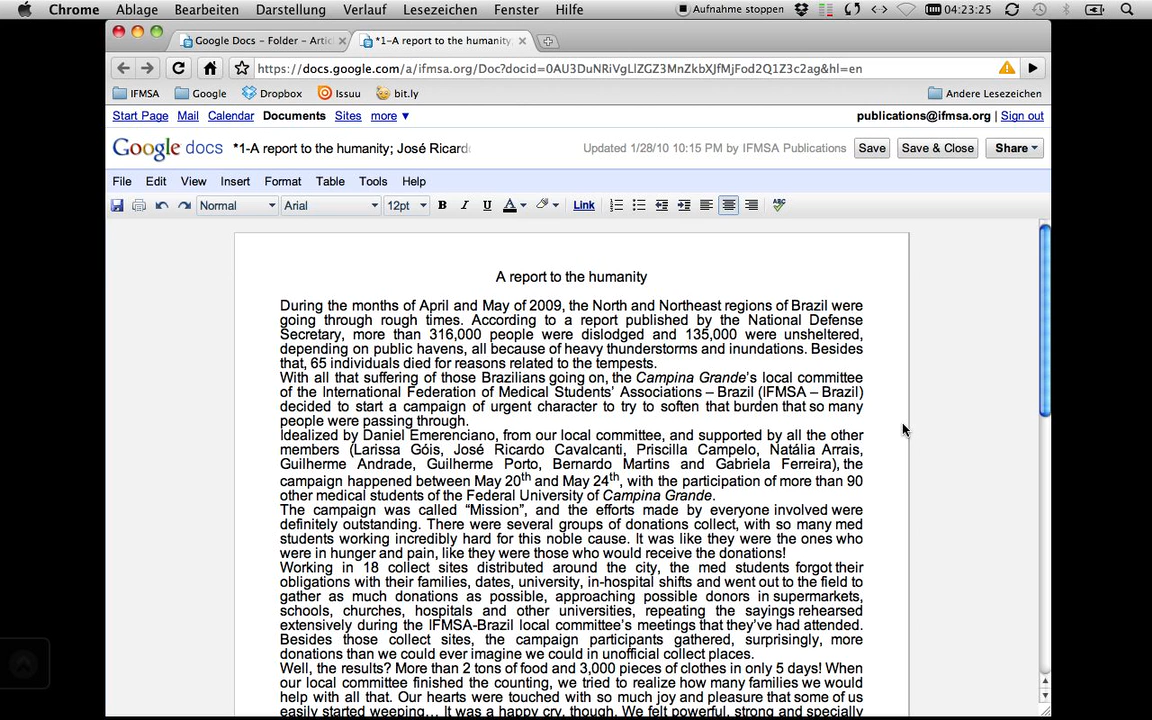 Chrome Ablage Bearbeiten Darstellung Verlauf Lesezeichen Fenster Hilfe Aufnahme stoppen 04:23:25
Google Docs – Folder – Artic
*1-A report to the humanity
https://docs.google.com/a/ifmsa.org/Doc?docid=0AU3DuNRiVgLlZGZ3MnZkbXJfMjFod2Q1Z3c2ag&hl=en
IFMSA Google Dropbox Issuu bit.ly Andere Lesezeichen
Start Page Mail Calendar Documents Sites more ▼ publications@ifmsa.org | Sign out
Google docs *1-A report to the humanity; José Ricardo Updated 1/28/10 10:15 PM by IFMSA Publications Save Save & Close Share
File Edit View Insert Format Table Tools Help
Normal Arial 12pt B I U A Link ABC
A report to the humanity
During the months of April and May of 2009, the North and Northeast regions of Brazil were
going through rough times. According to a report published by the National Defense
Secretary, more than 316,000 people were dislodged and 135,000 were unsheltered,
depending on public havens, all because of heavy thunderstorms and inundations. Besides
that, 65 individuals died for reasons related to the tempests.
With all that suffering of those Brazilians going on, the Campina Grande's local committee
of the International Federation of Medical Students' Associations – Brazil (IFMSA – Brazil)
decided to start a campaign of urgent character to try to soften that burden that so many
people were passing through.
Idealized by Daniel Emerenciano, from our local committee, and supported by all the other
members (Larissa Góis, José Ricardo Cavalcanti, Priscilla Campelo, Natália Arrais,
Guilherme Andrade, Guilherme Porto, Bernardo Martins and Gabriela Ferreira), the
campaign happened between May 20th and May 24th, with the participation of more than 90
other medical students of the Federal University of Campina Grande.
The campaign was called “Mission”, and the efforts made by everyone involved were
definitely outstanding. There were several groups of donations collect, with so many med
students working incredibly hard for this noble cause. It was like they were the ones who
were in hunger and pain, like they were those who would receive the donations!
Working in 18 collect sites distributed around the city, the med students forgot their
obligations with their families, dates, university, in-hospital shifts and went out to the field to
gather as much donations as possible, approaching possible donors in supermarkets,
schools, churches, hospitals and other universities, repeating the sayings rehearsed
extensively during the IFMSA-Brazil local committee's meetings that they've had attended.
Besides those collect sites, the campaign participants gathered, surprisingly, more
donations than we could ever imagine we could in unofficial collect places.
Well, the results? More than 2 tons of food and 3,000 pieces of clothes in only 5 days! When
our local committee finished the counting, we tried to realize how many families we would
help with all that. Our hearts were touched with so much joy and pleasure that some of us
easily started weeping... It was a happy cry, though. We felt powerful, strong and specially